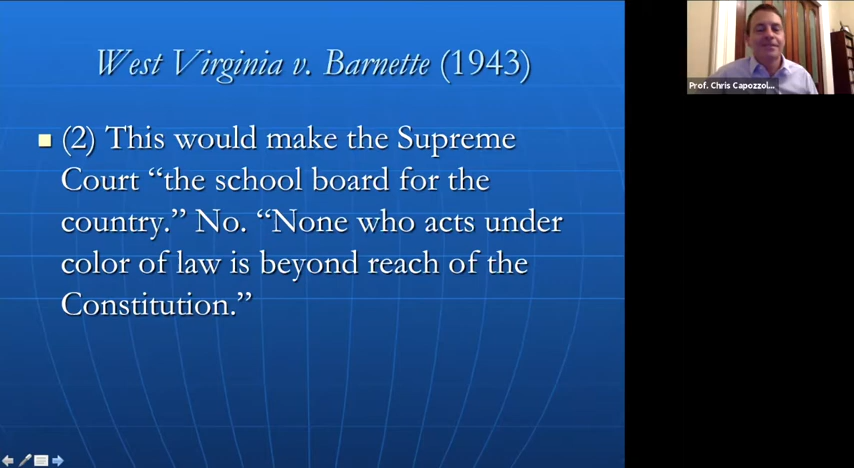 West Virginia v. Barnette (1943)
(2) This would make the Supreme
Court “the school board for the
country.” No. “None who acts under
color of law is beyond reach of the
Constitution.”
Prof. Chris Capozzol...